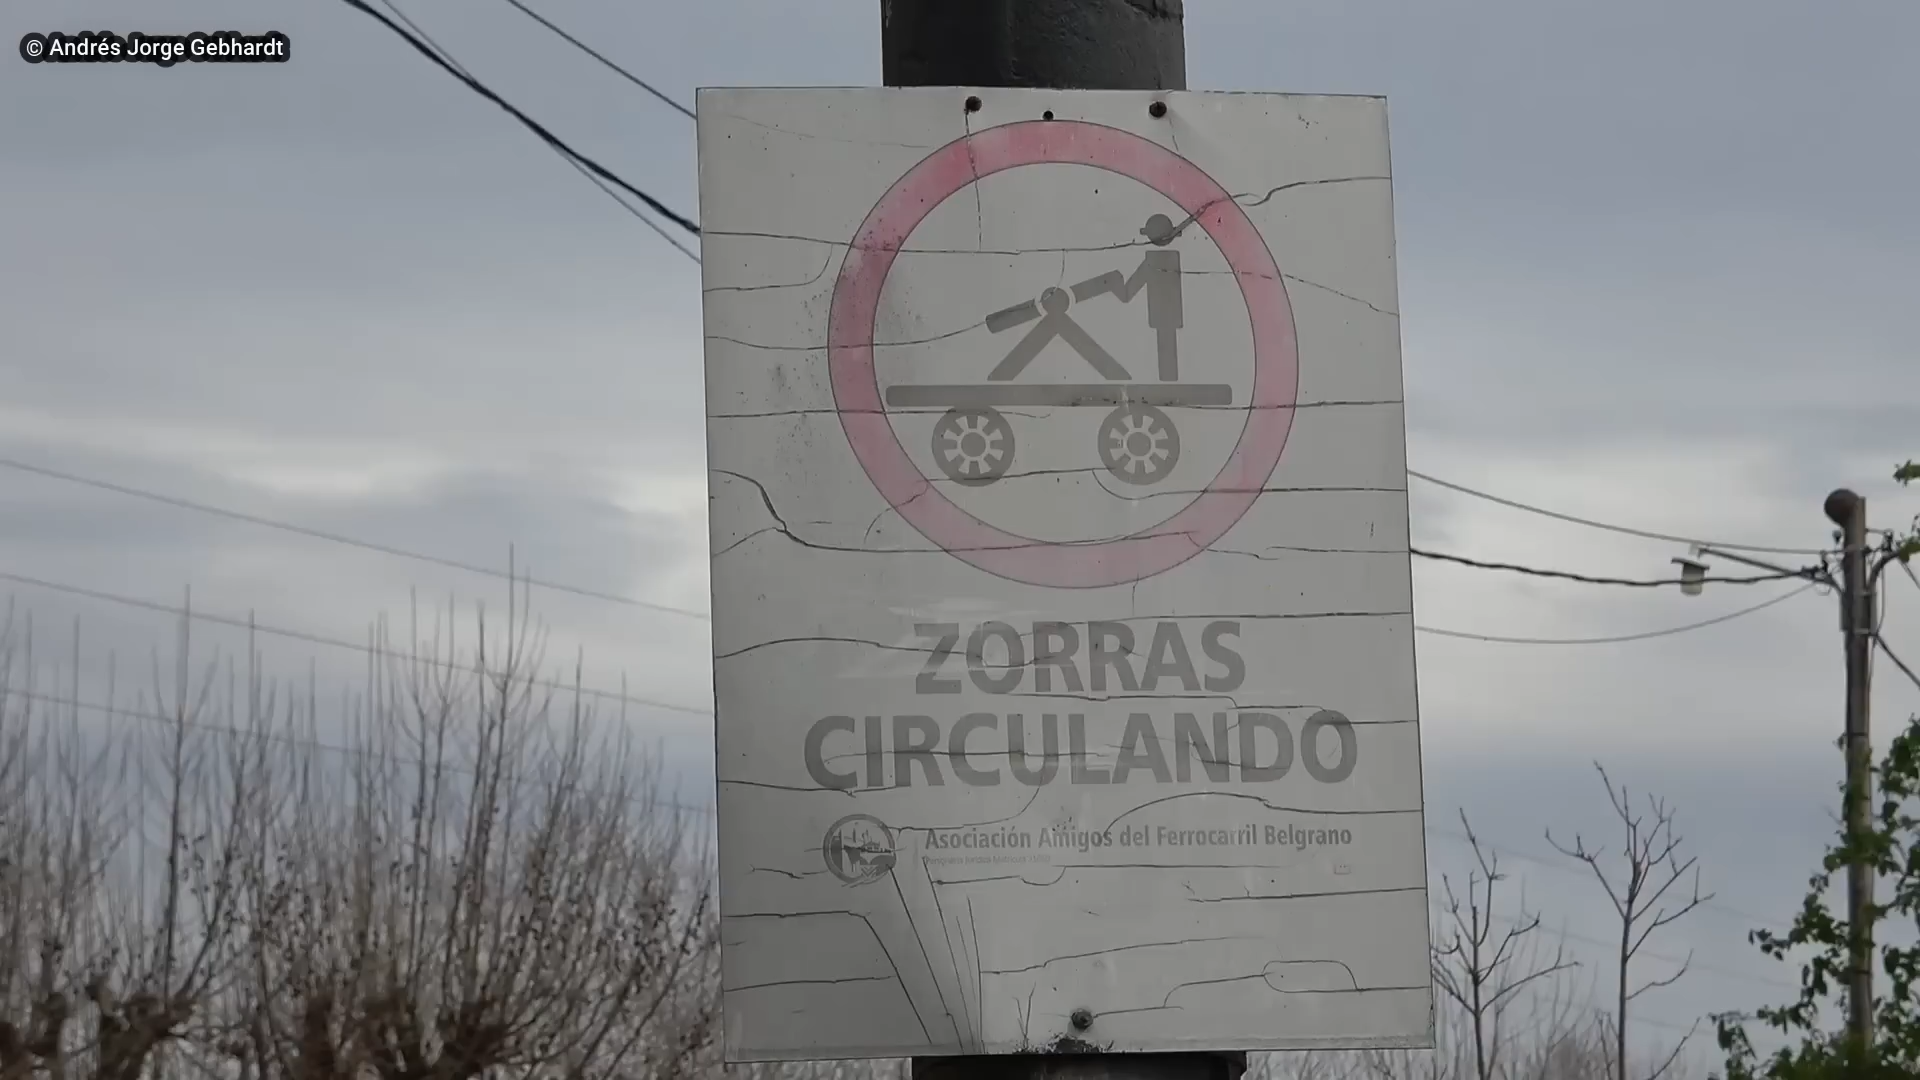 © Andrés Jorge Gebhardt
ZORRAS
CIRCULANDO
Asociación Amigos del Ferrocarril Belgrano